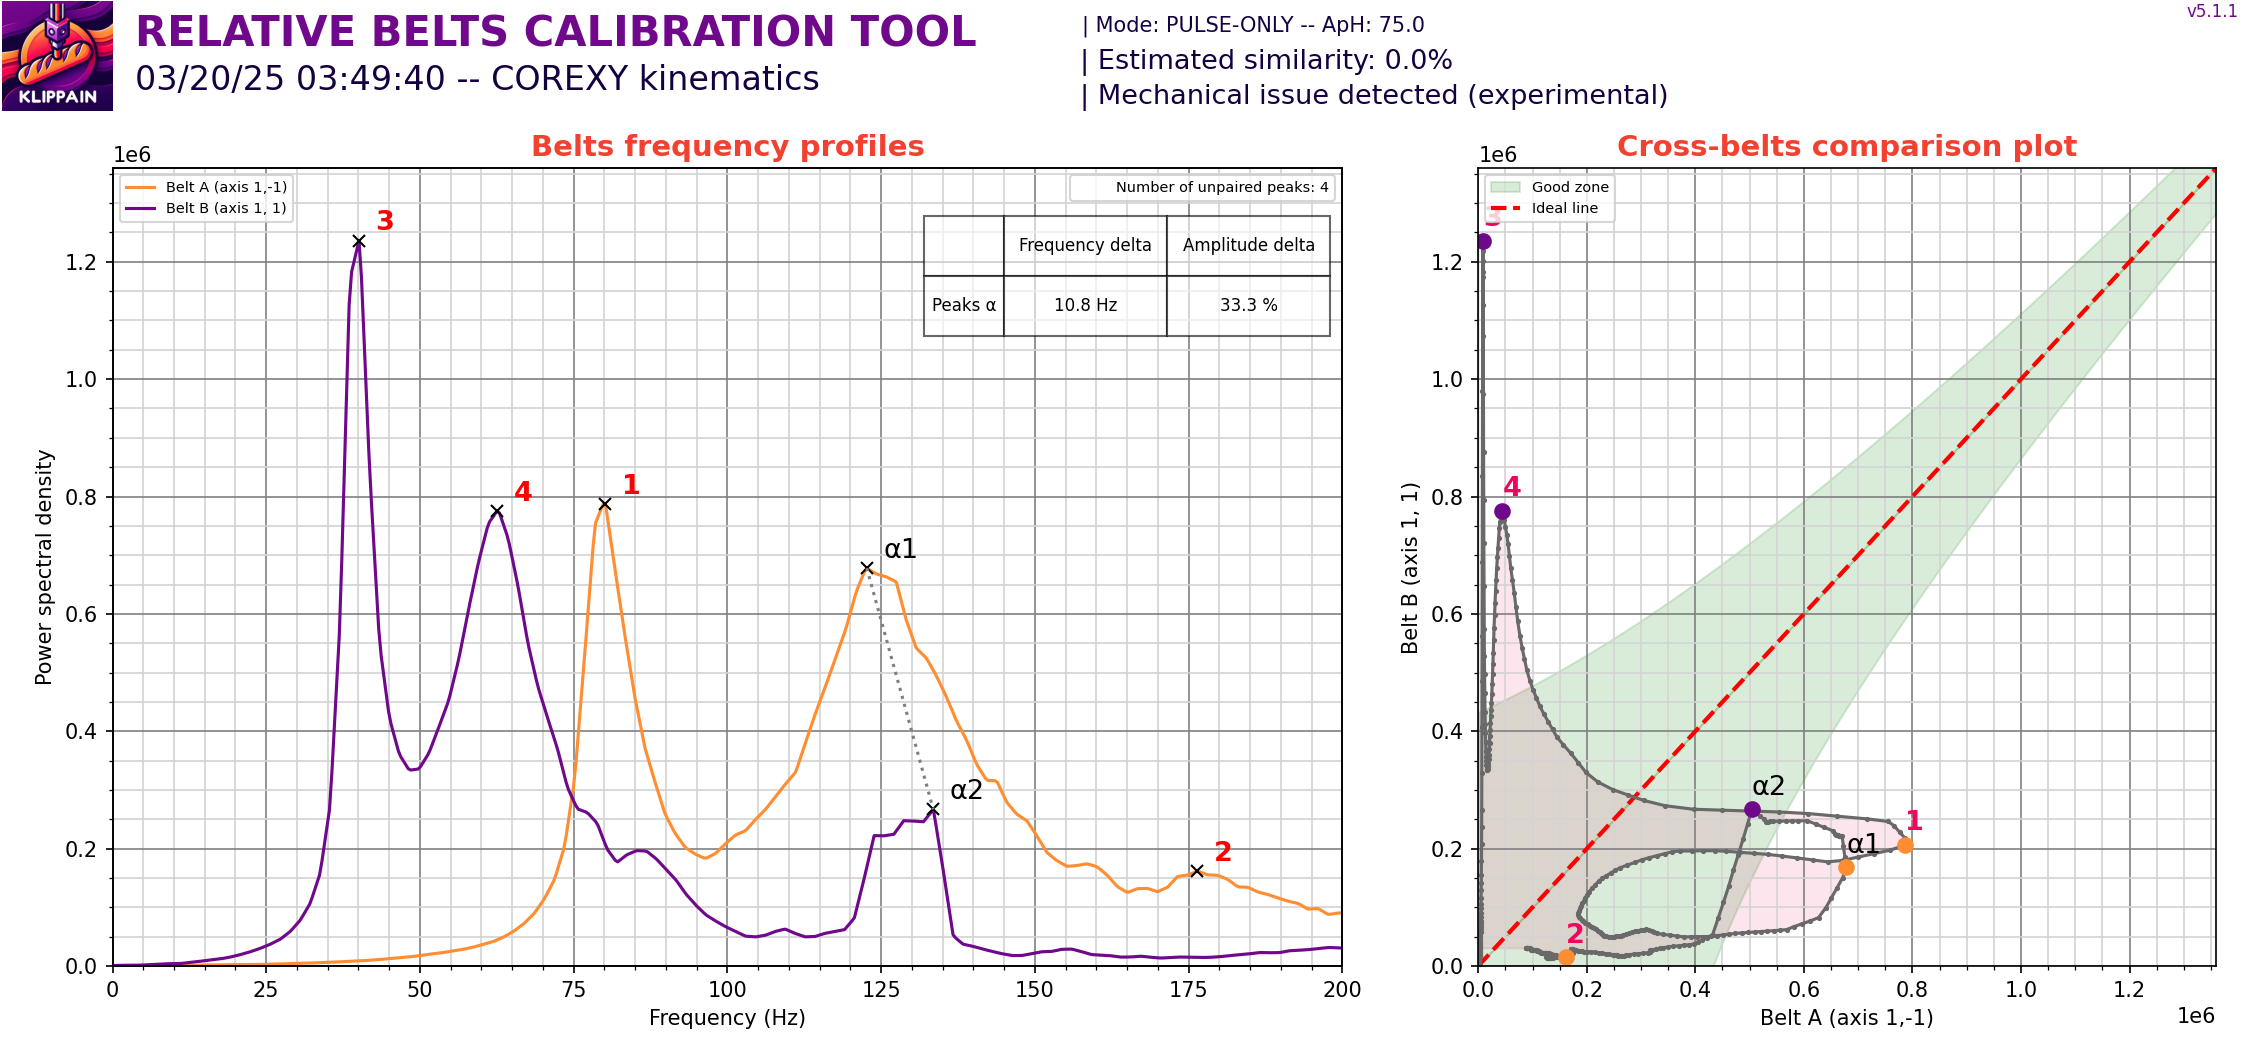 KLIPPAIN
RELATIVE BELTS CALIBRATION TOOL
03/20/25 03:49:40 -- COREXY kinematics
| Mode: PULSE-ONLY -- ApH: 75.0
| Estimated similarity: 0.0%
| Mechanical issue detected (experimental)
v5.1.1
Belts frequency profiles
1e6
Belt A (axis 1,-1)
Belt B (axis 1, 1)
Number of unpaired peaks: 4
Frequency delta Amplitude delta
Peaks α 10.8 Hz 33.3 %
3
4
1
α1
α2
2
Power spectral density
1.2
1.0
0.8
0.6
0.4
0.2
0.0
0 25 50 75 100 125 150 175 200
Frequency (Hz)
Cross-belts comparison plot
1e6
Good zone
Ideal line
3
4
α2
1
α1
2
Belt B (axis 1, 1)
1.2
1.0
0.8
0.6
0.4
0.2
0.0
0.0 0.2 0.4 0.6 0.8 1.0 1.2
Belt A (axis 1,-1)
1e6